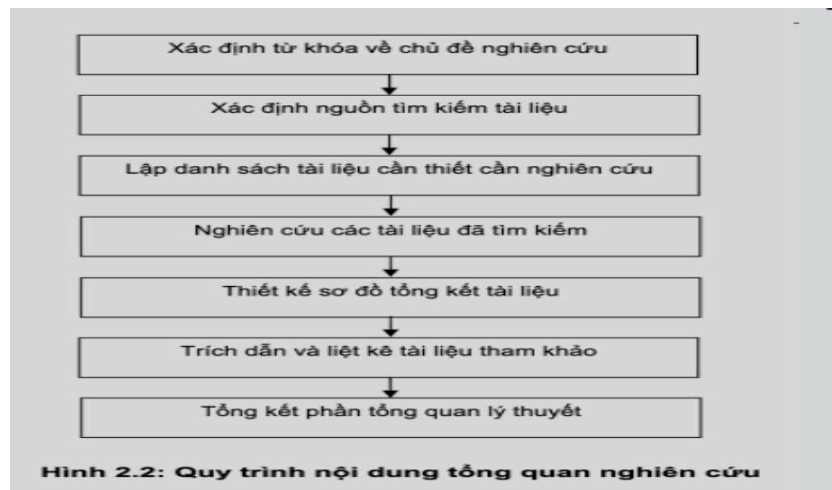 Xác định từ khóa về chủ đề nghiên cứu
Xác định nguồn tìm kiếm tài liệu
Lập danh sách tài liệu cần thiết cần nghiên cứu
Nghiên cứu các tài liệu đã tìm kiếm
Thiết kế sơ đồ tổng kết tài liệu
Trích dẫn và liệt kê tài liệu tham khảo
Tổng kết phần tổng quan lý thuyết
Hình 2.2: Quy trình nội dung tổng quan nghiên cứu